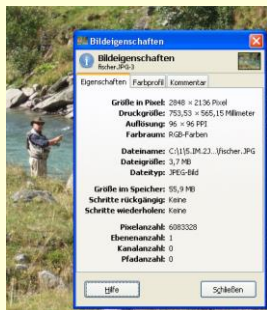 Bildeigenschaften
Bildeigenschaften
fischer.JPG-3
Eigenschaften Farbprofil Kommentar
Größe in Pixel: 2848 × 2136 Pixel
Druckgröße: 753,53 × 565,15 Millimeter
Auflösung: 96 × 96 PPI
Farbraum: RGB-Farben
Dateiname: C:\1\5.IM.23...\fischer.JPG
Dateigröße: 3,7 MB
Dateityp: JPEG-Bild
Größe im Speicher: 55,9 MB
Schritte rückgängig: Keine
Schritte wiederholen: Keine
Pixelanzahl: 6083328
Ebenenanzahl: 1
Kanalanzahl: 0
Pfadanzahl: 0
Hilfe Schließen